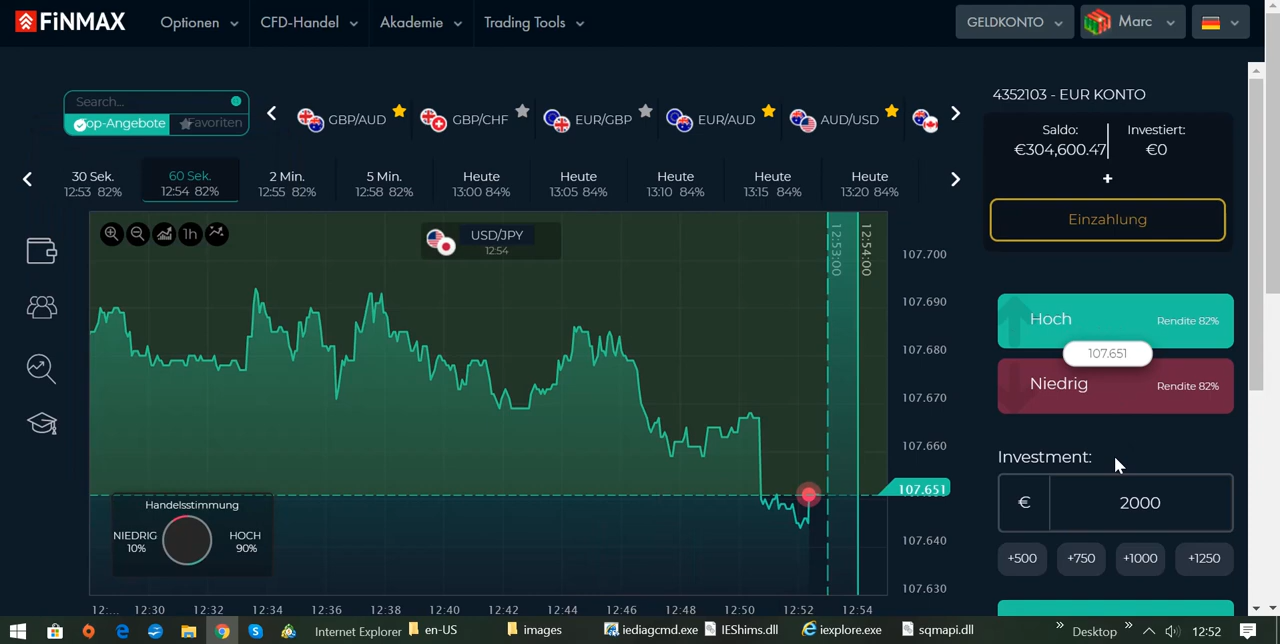 FiNMAX
Optionen
CFD-Handel
Akademie
Trading Tools
GELDKONTO
Marc
Search...
Top-Angebote
Favoriten
GBP/AUD
GBP/CHF
EUR/GBP
EUR/AUD
AUD/USD
30 Sek.
12:53 82%
60 Sek.
12:54 82%
2 Min.
12:55 82%
5 Min.
12:58 82%
Heute
13:00 84%
Heute
13:05 84%
Heute
13:10 84%
Heute
13:15 84%
Heute
13:20 84%
1h
USD/JPY
12:54
12:53:00
12:54:00
107.700
107.690
107.680
107.670
107.660
107.651
107.640
107.630
Handelsstimmung
NIEDRIG
10%
HOCH
90%
12:...
12:30
12:32
12:34
12:36
12:38
12:40
12:42
12:44
12:46
12:48
12:50
12:52
12:54
4352103 - EUR KONTO
Saldo:
€304,600.47
Investiert:
€0
+
Einzahlung
Hoch
Rendite 82%
107.651
Niedrig
Rendite 82%
Investment:
€
2000
+500
+750
+1000
+1250
Internet Explorer
en-US
images
iediagcmd.exe
IEShims.dll
iexplore.exe
sqmapi.dll
Desktop
12:52